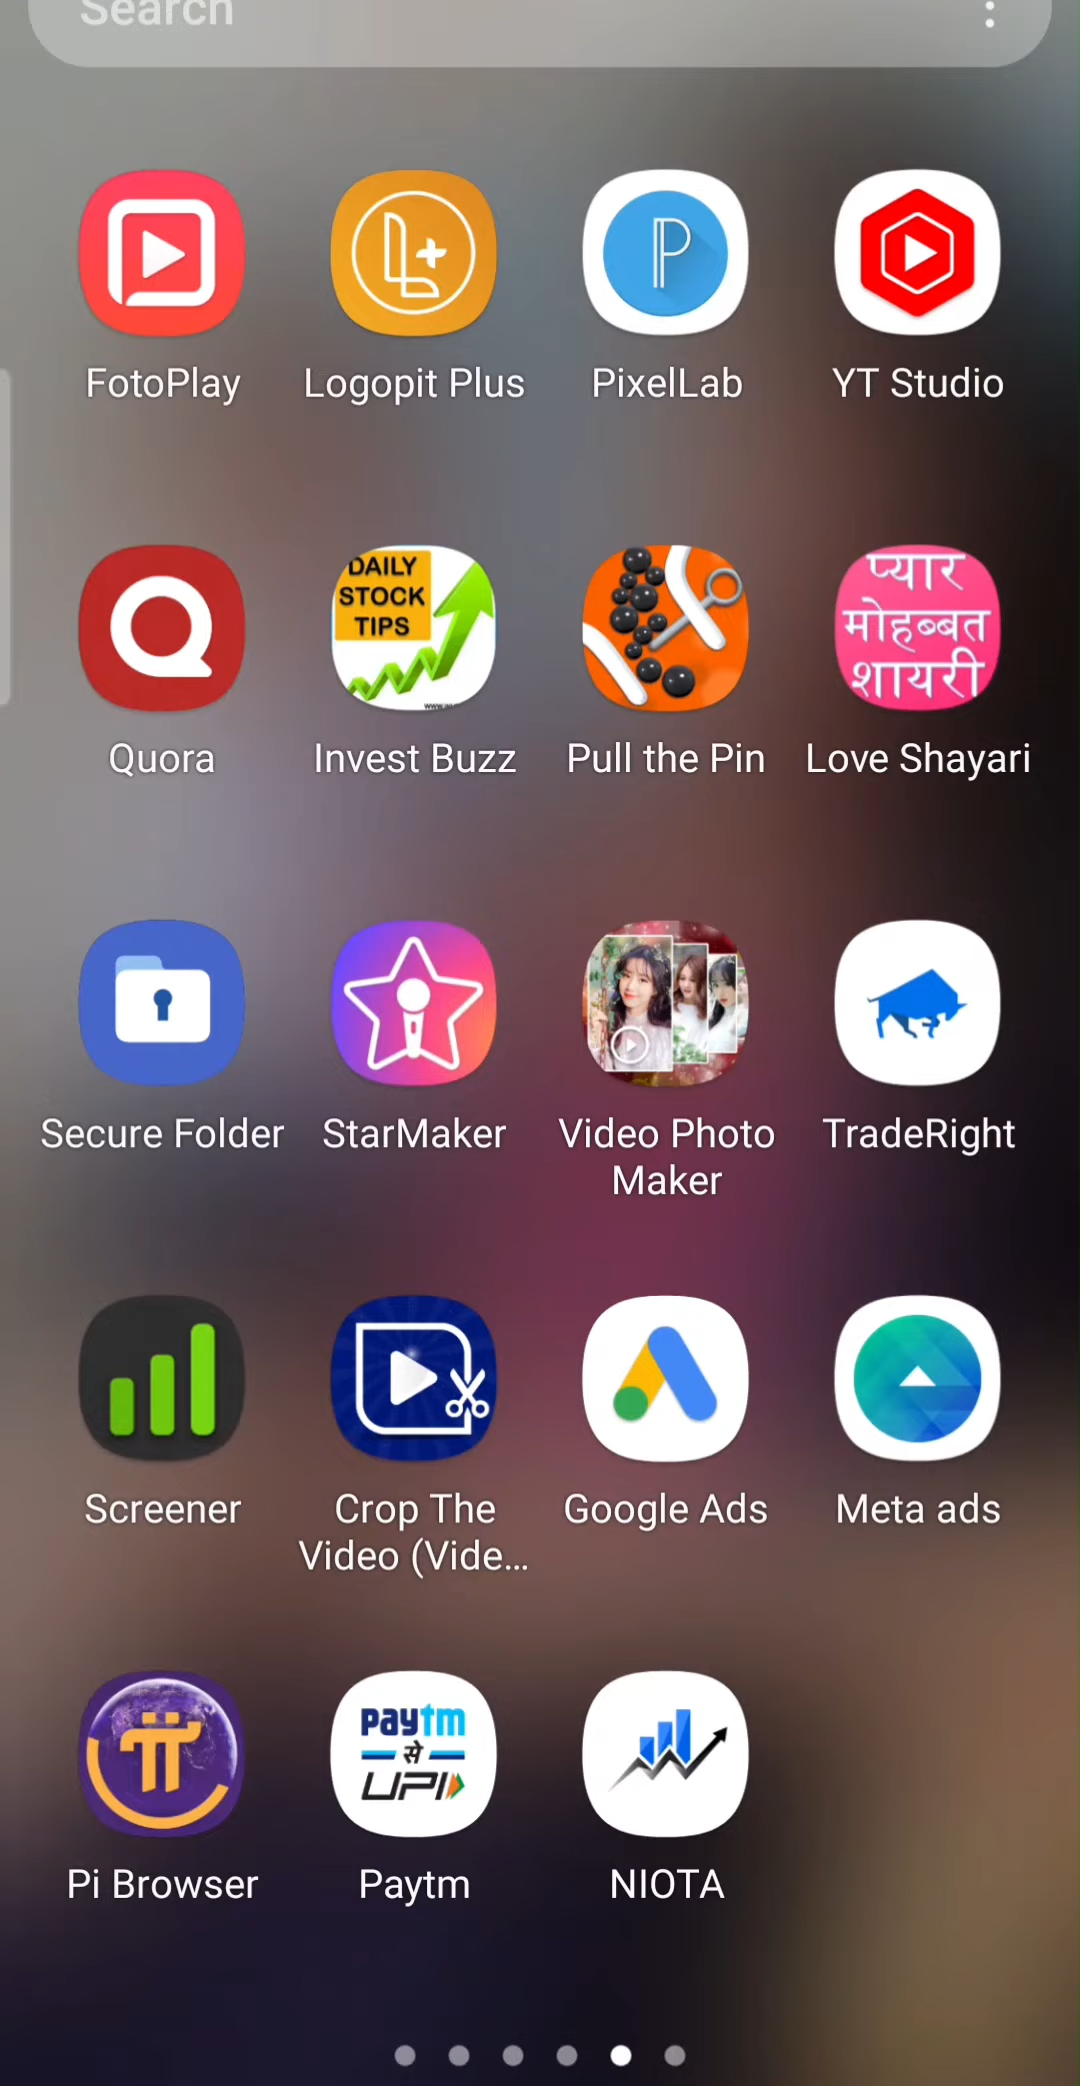 Search
FotoPlay
Logopit Plus
PixelLab
YT Studio
DAILY
STOCK
TIPS
प्यार
मोहब्बत
शायरी
Quora
Invest Buzz
Pull the Pin
Love Shayari
Secure Folder
StarMaker
Video Photo
Maker
TradeRight
Screener
Crop The
Video (Vide...
Google Ads
Meta ads
paytm
से
UPI
Pi Browser
Paytm
NIOTA